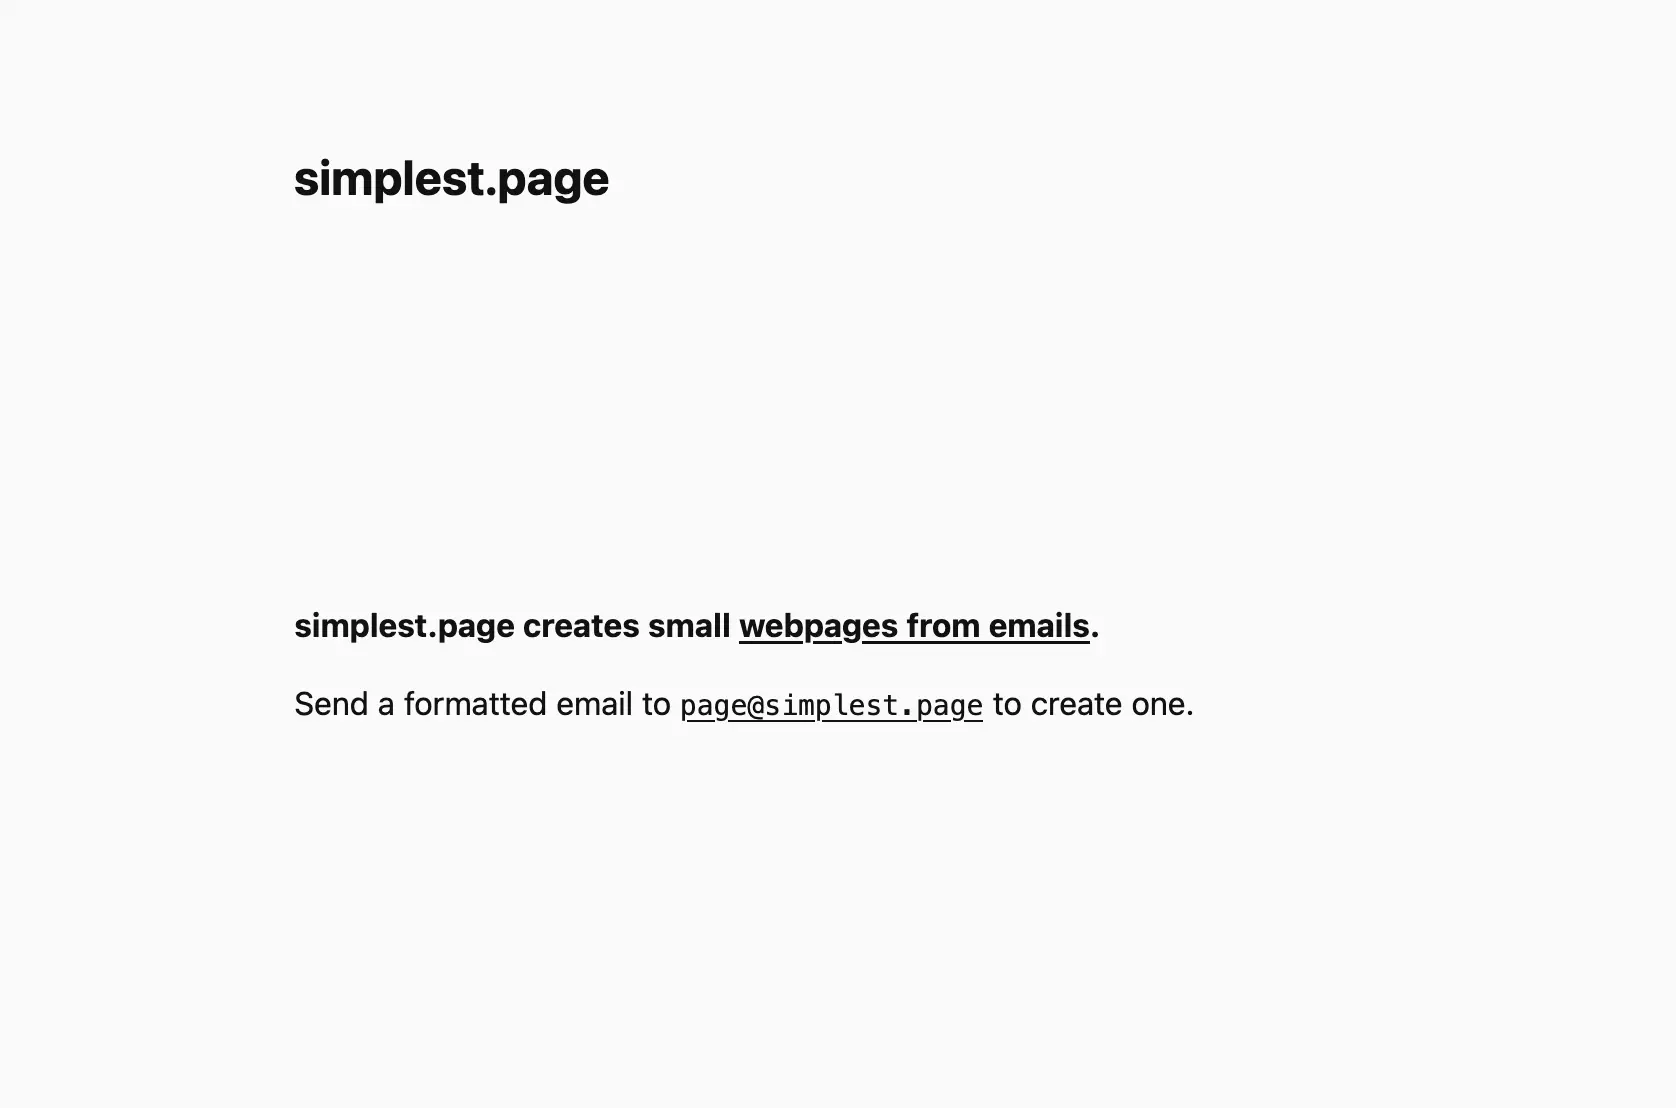 simplest.page
simplest.page creates small webpages from emails.
Send a formatted email to page@simplest.page to create one.